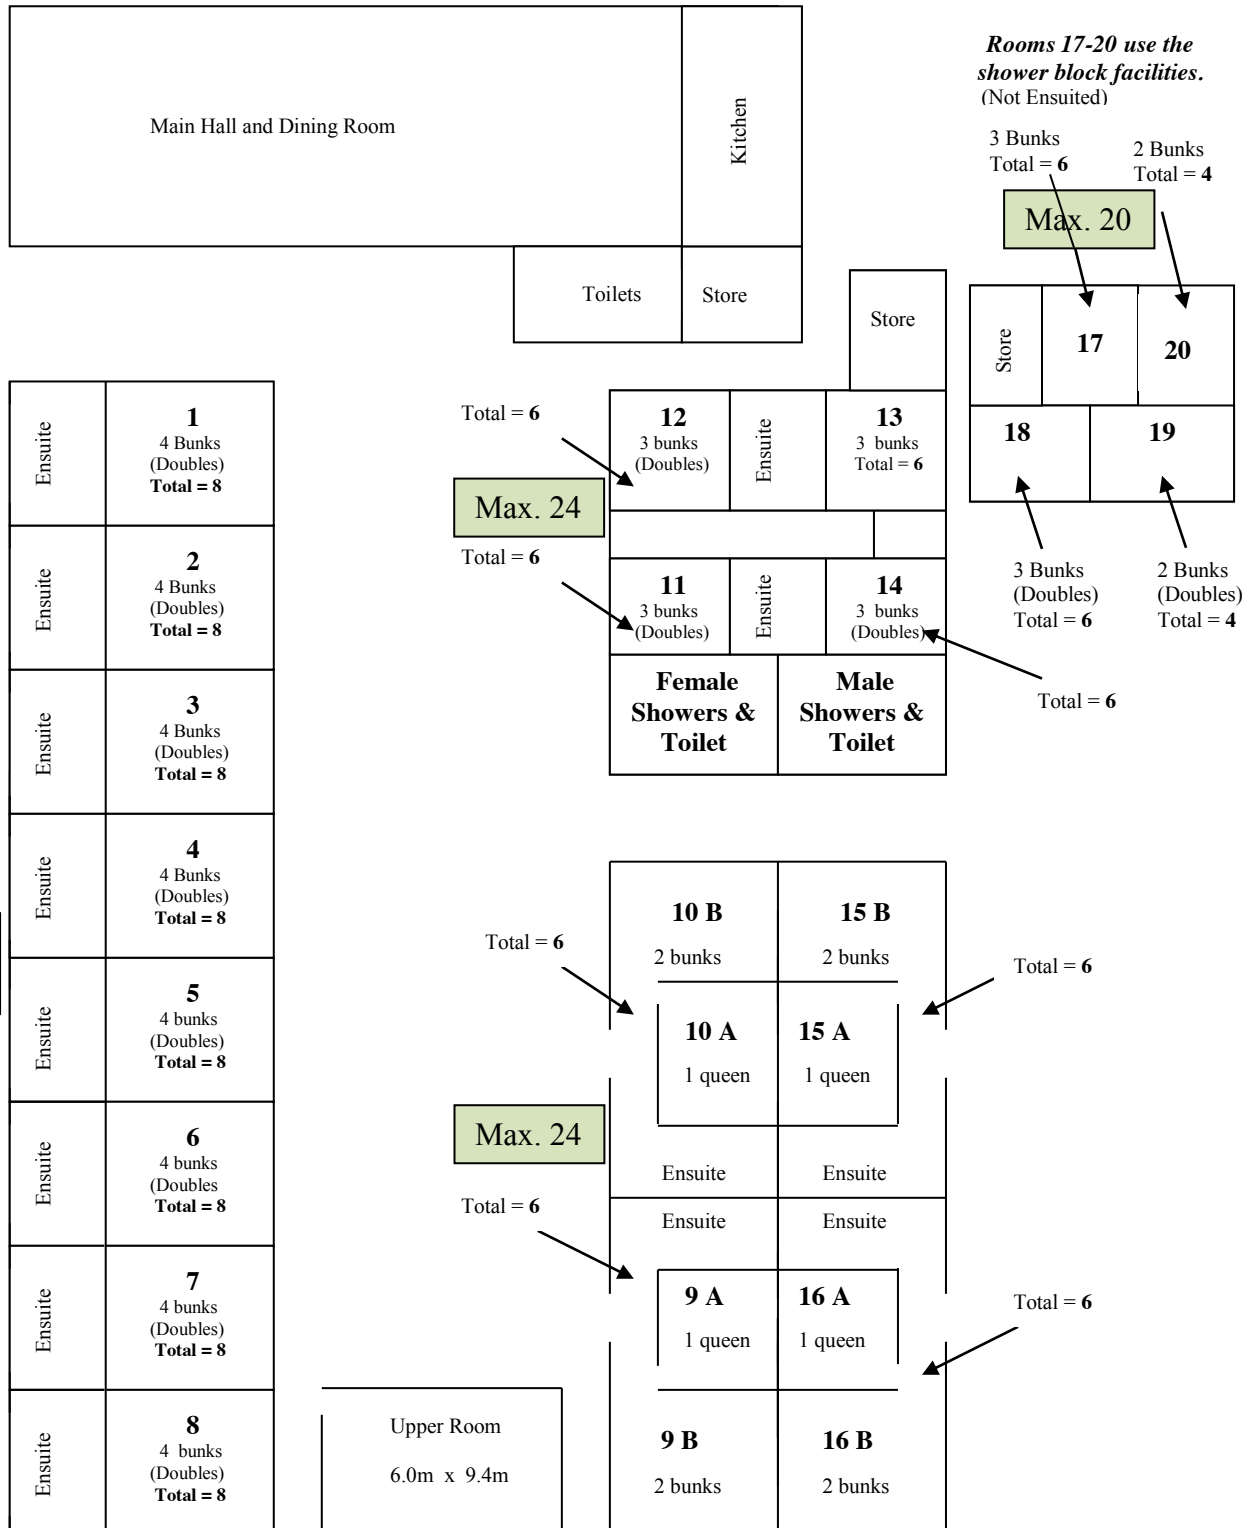 Rooms 17-20 use the
shower block facilities.
(Not Ensuited)
Main Hall and Dining Room
Kitchen
3 Bunks
Total = 6
2 Bunks
Total = 4
Max. 20
Toilets
Store
Store
Store
17
20
18
19
3 Bunks
(Doubles)
Total = 6
2 Bunks
(Doubles)
Total = 4
Ensuite
1
4 Bunks
(Doubles)
Total = 8
Ensuite
2
4 Bunks
(Doubles)
Total = 8
Ensuite
3
4 Bunks
(Doubles)
Total = 8
Ensuite
4
4 Bunks
(Doubles)
Total = 8
Ensuite
5
4 bunks
(Doubles)
Total = 8
Ensuite
6
4 bunks
(Doubles
Total = 8
Ensuite
7
4 bunks
(Doubles)
Total = 8
Ensuite
8
4 bunks
(Doubles)
Total = 8
Total = 6
12
3 bunks
(Doubles)
Ensuite
13
3 bunks
Total = 6
Max. 24
Total = 6
11
3 bunks
(Doubles)
Ensuite
14
3 bunks
(Doubles)
Total = 6
Female
Showers &
Toilet
Male
Showers &
Toilet
10 B
2 bunks
15 B
2 bunks
Total = 6
Total = 6
10 A
1 queen
15 A
1 queen
Max. 24
Ensuite
Ensuite
Ensuite
Ensuite
Total = 6
9 A
1 queen
16 A
1 queen
Total = 6
Upper Room
6.0m x 9.4m
9 B
2 bunks
16 B
2 bunks